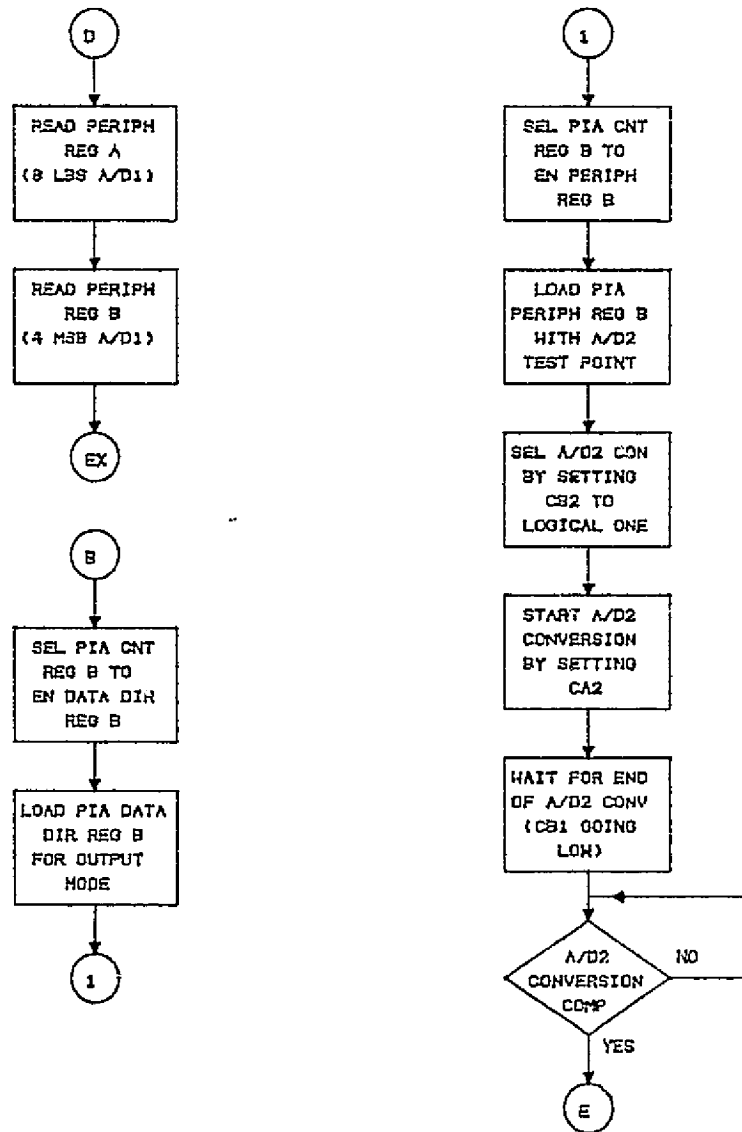 D
READ PERIPH
REG A
(8 LBS A/D1)
READ PERIPH
REG B
(4 MSB A/D1)
EX
B
SEL PIA CNT
REG B TO
EN DATA DIR
REG B
LOAD PIA DATA
DIR REG B
FOR OUTPUT
MODE
1
1
SEL PIA CNT
REG B TO
EN PERIPH
REG B
LOAD PIA
PERIPH REG B
WITH A/D2
TEST POINT
SEL A/D2 CON
BY SETTING
CB2 TO
LOGICAL ONE
START A/D2
CONVERSION
BY SETTING
CA2
WAIT FOR END
OF A/D2 CONV
(CB1 GOING
LOW)
A/D2
CONVERSION
COMP
NO
YES
E